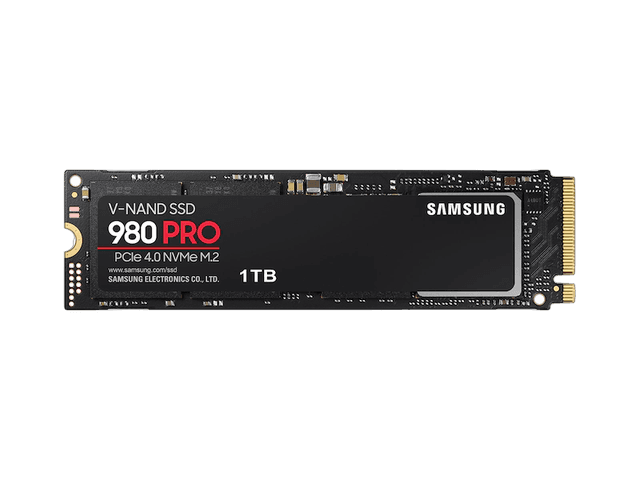 V-NAND SSD
980 PRO
PCIe 4.0 NVMe M.2
www.samsung.com/ssd
SAMSUNG ELECTRONICS CO., LTD.
1TB
SAMSUNG